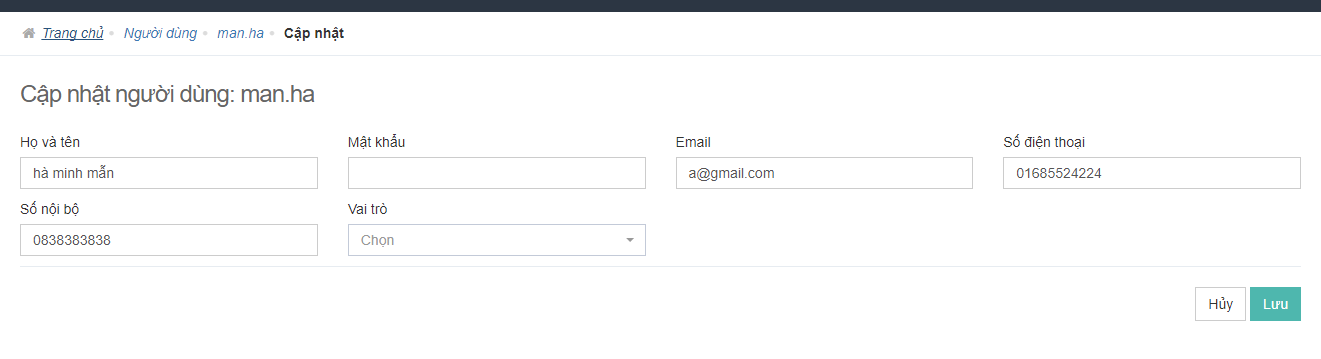 Trang chủ Người dùng man.ha Cập nhật
Cập nhật người dùng: man.ha
Họ và tên Mật khẩu Email Số điện thoại
hà minh mẫn a@gmail.com 01685524224
Số nội bộ Vai trò
0838383838 Chọn
Hủy Lưu